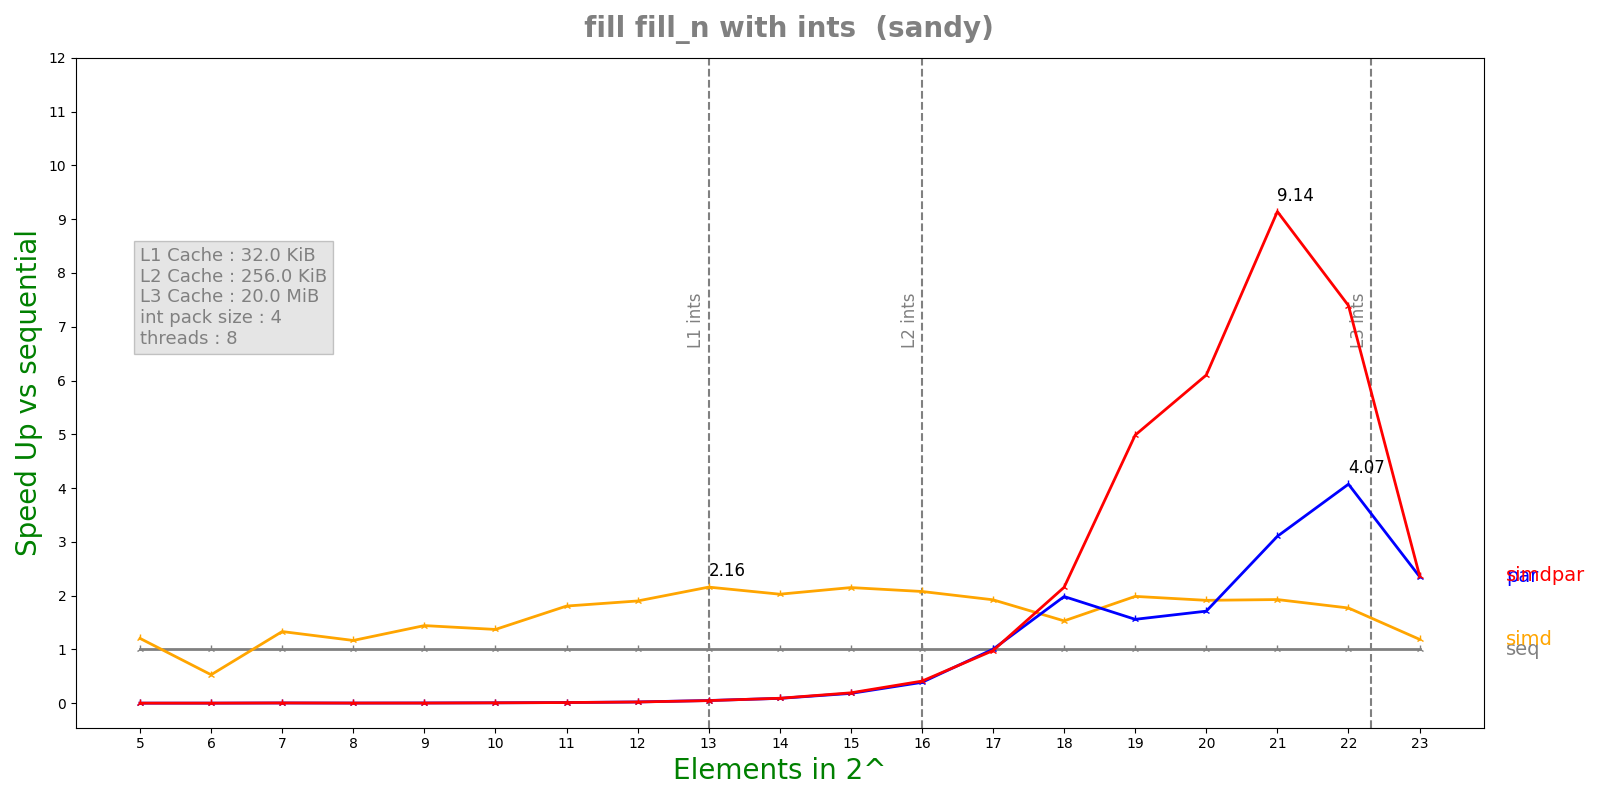 fill fill_n with ints  (sandy)
Speed Up vs sequential
12
11
10
9
8
7
6
5
4
3
2
1
0
L1 Cache : 32.0 KiB
L2 Cache : 256.0 KiB
L3 Cache : 20.0 MiB
int pack size : 4
threads : 8
L1 ints
L2 ints
L3 ints
2.16
9.14
4.07
simdpar
par
simd
seq
5 6 7 8 9 10 11 12 13 14 15 16 17 18 19 20 21 22 23
Elements in 2^